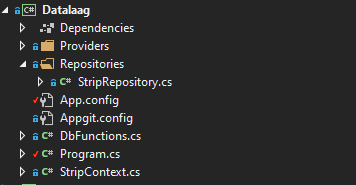 C# Datalaag
Dependencies
Providers
Repositories
C# StripRepository.cs
App.config
Appgit.config
C# DbFunctions.cs
C# Program.cs
C# StripContext.cs